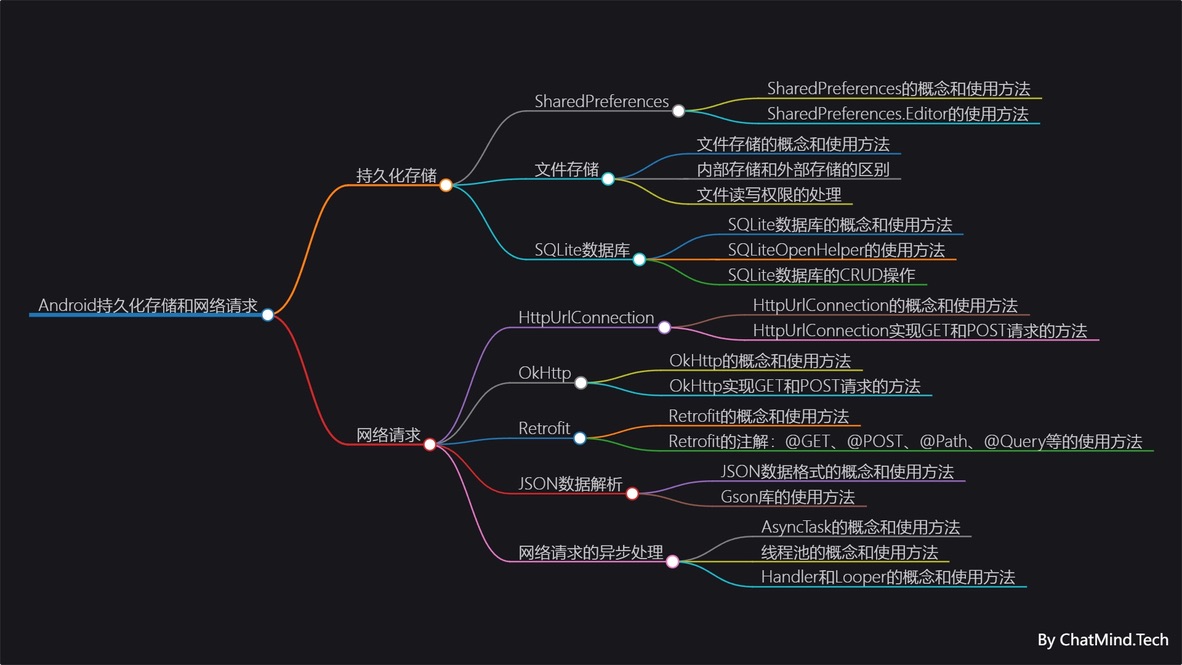 Android持久化存储和网络请求
持久化存储
SharedPreferences
SharedPreferences的概念和使用方法
SharedPreferences.Editor的使用方法
文件存储
文件存储的概念和使用方法
内部存储和外部存储的区别
文件读写权限的处理
SQLite数据库
SQLite数据库的概念和使用方法
SQLiteOpenHelper的使用方法
SQLite数据库的CRUD操作
网络请求
HttpUrlConnection
HttpUrlConnection的概念和使用方法
HttpUrlConnection实现GET和POST请求的方法
OkHttp
OkHttp的概念和使用方法
OkHttp实现GET和POST请求的方法
Retrofit
Retrofit的概念和使用方法
Retrofit的注解：@GET、@POST、@Path、@Query等的使用方法
JSON数据解析
JSON数据格式的概念和使用方法
Gson库的使用方法
网络请求的异步处理
AsyncTask的概念和使用方法
线程池的概念和使用方法
Handler和Looper的概念和使用方法
By ChatMind.Tech